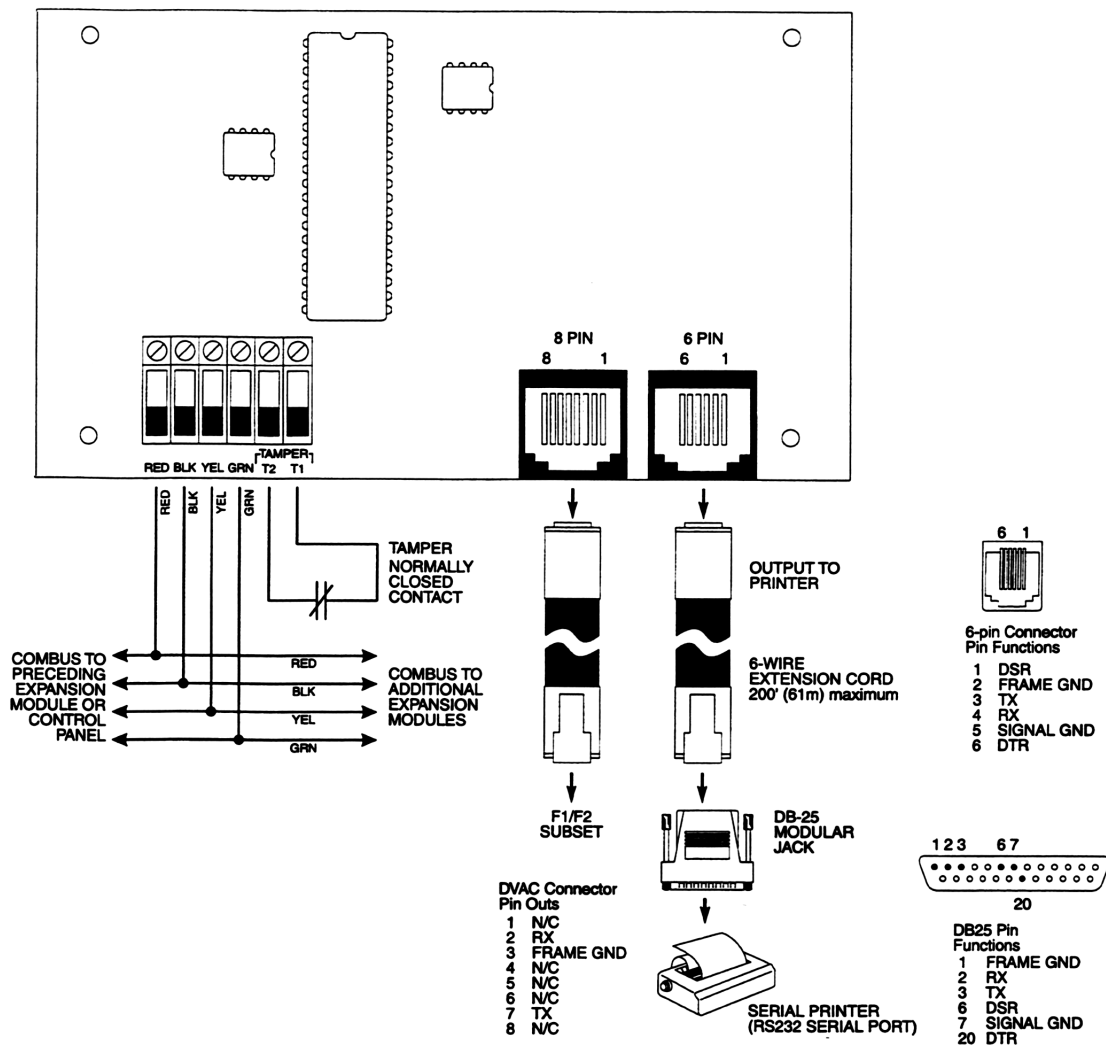 8 PIN
8 1
6 PIN
6 1
TAMPER
RED BLK YEL GRN T2 T1
RED
BLK
YEL
GRN
TAMPER
NORMALLY
CLOSED
CONTACT
COMBUS TO
PRECEDING
EXPANSION
MODULE OR
CONTROL
PANEL
RED
BLK
YEL
GRN
COMBUS TO
ADDITIONAL
EXPANSION
MODULES
OUTPUT TO
PRINTER
6-WIRE
EXTENSION CORD
200' (61m) maximum
F1/F2
SUBSET
DB-25
MODULAR
JACK
DVAC Connector
Pin Outs
1 N/C
2 RX
3 FRAME GND
4 N/C
5 N/C
6 N/C
7 TX
8 N/C
SERIAL PRINTER
(RS232 SERIAL PORT)
6 1
6-pin Connector
Pin Functions
1 DSR
2 FRAME GND
3 TX
4 RX
5 SIGNAL GND
6 DTR
1 2 3 6 7
20
DB25 Pin
Functions
1 FRAME GND
2 RX
3 TX
6 DSR
7 SIGNAL GND
20 DTR